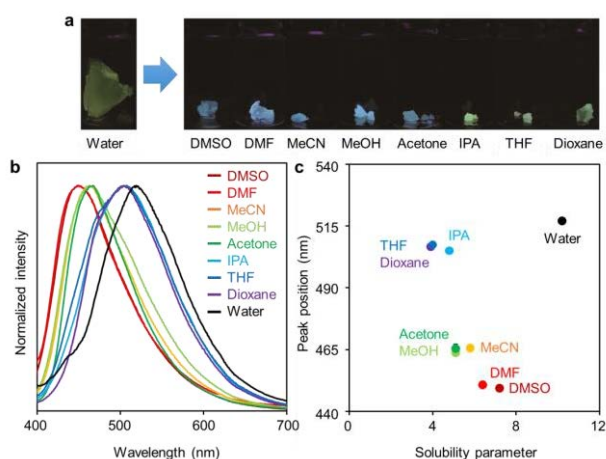 a
Water
DMSO DMF MeCN MeOH Acetone IPA THF Dioxane
b
Normalized intensity
DMSO
DMF
MeCN
MeOH
Acetone
IPA
THF
Dioxane
Water
400 500 600 700
Wavelength (nm)
c
Peak position (nm)
540
515
490
465
440
THF
Dioxane
IPA
Water
Acetone
MeOH
MeCN
DMF
DMSO
0 4 8 12
Solubility parameter